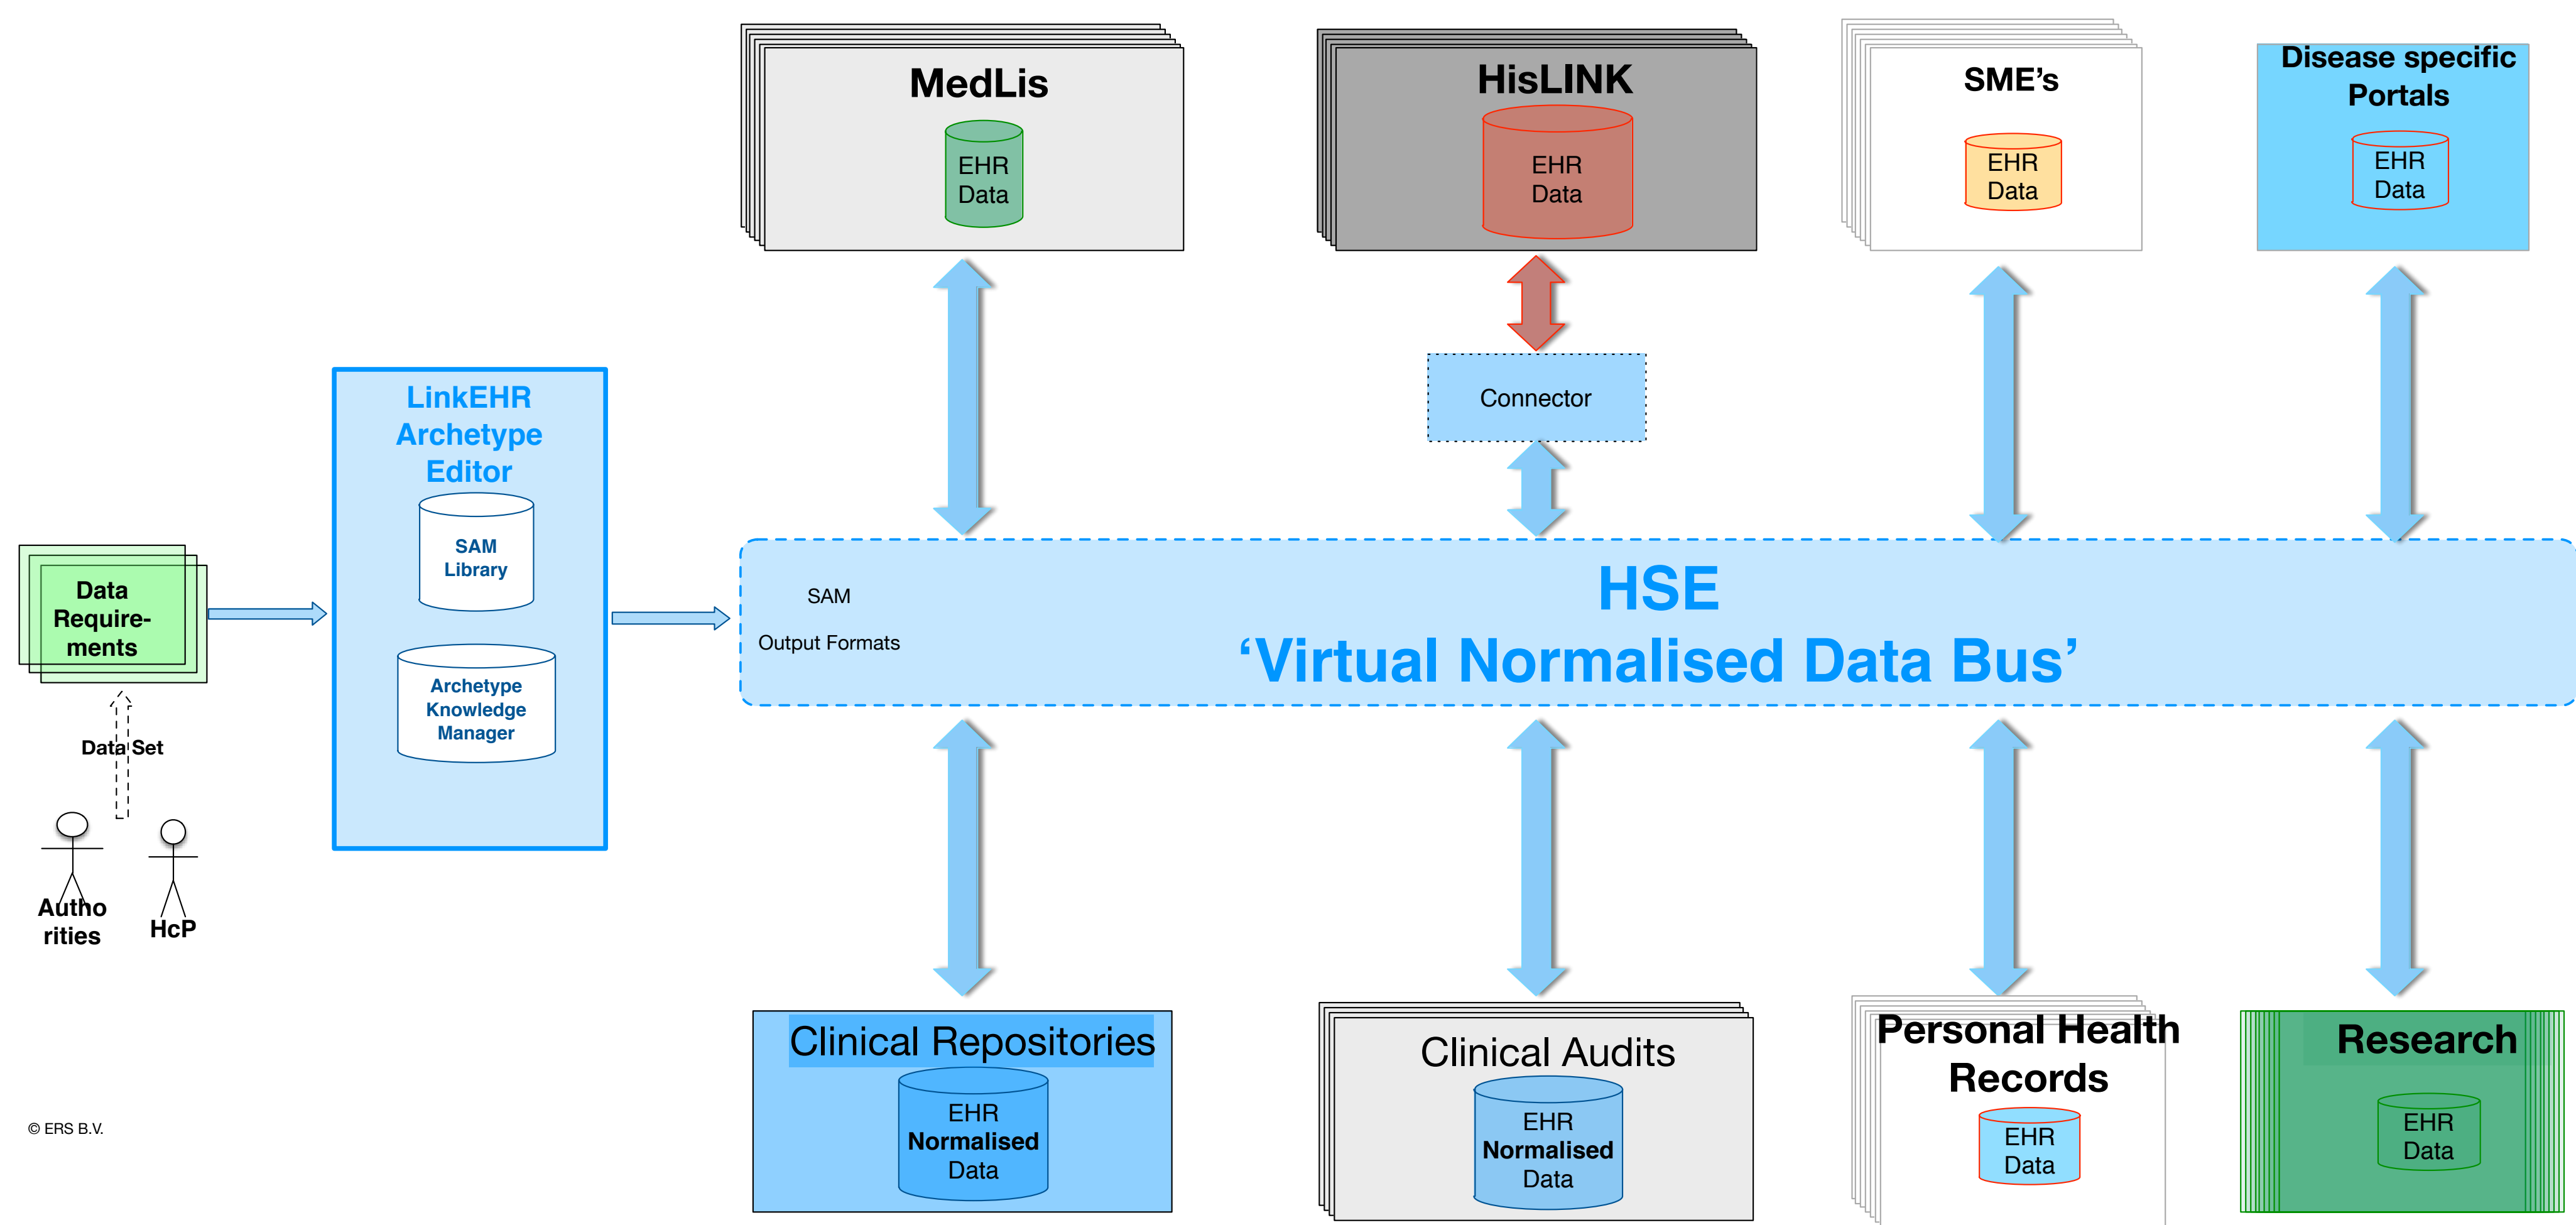 MedLis
EHR
Data
HisLINK
EHR
Data
SME’s
EHR
Data
Disease specific
Portals
EHR
Data
Connector
LinkEHR
Archetype
Editor
SAM
Library
Archetype
Knowledge
Manager
Data
Require-
ments
Data Set
Autho
rities
HcP
SAM
Output Formats
HSE
‘Virtual Normalised Data Bus’
Clinical Repositories
EHR
Normalised
Data
Clinical Audits
EHR
Normalised
Data
Personal Health
Records
EHR
Data
Research
EHR
Data
© ERS B.V.